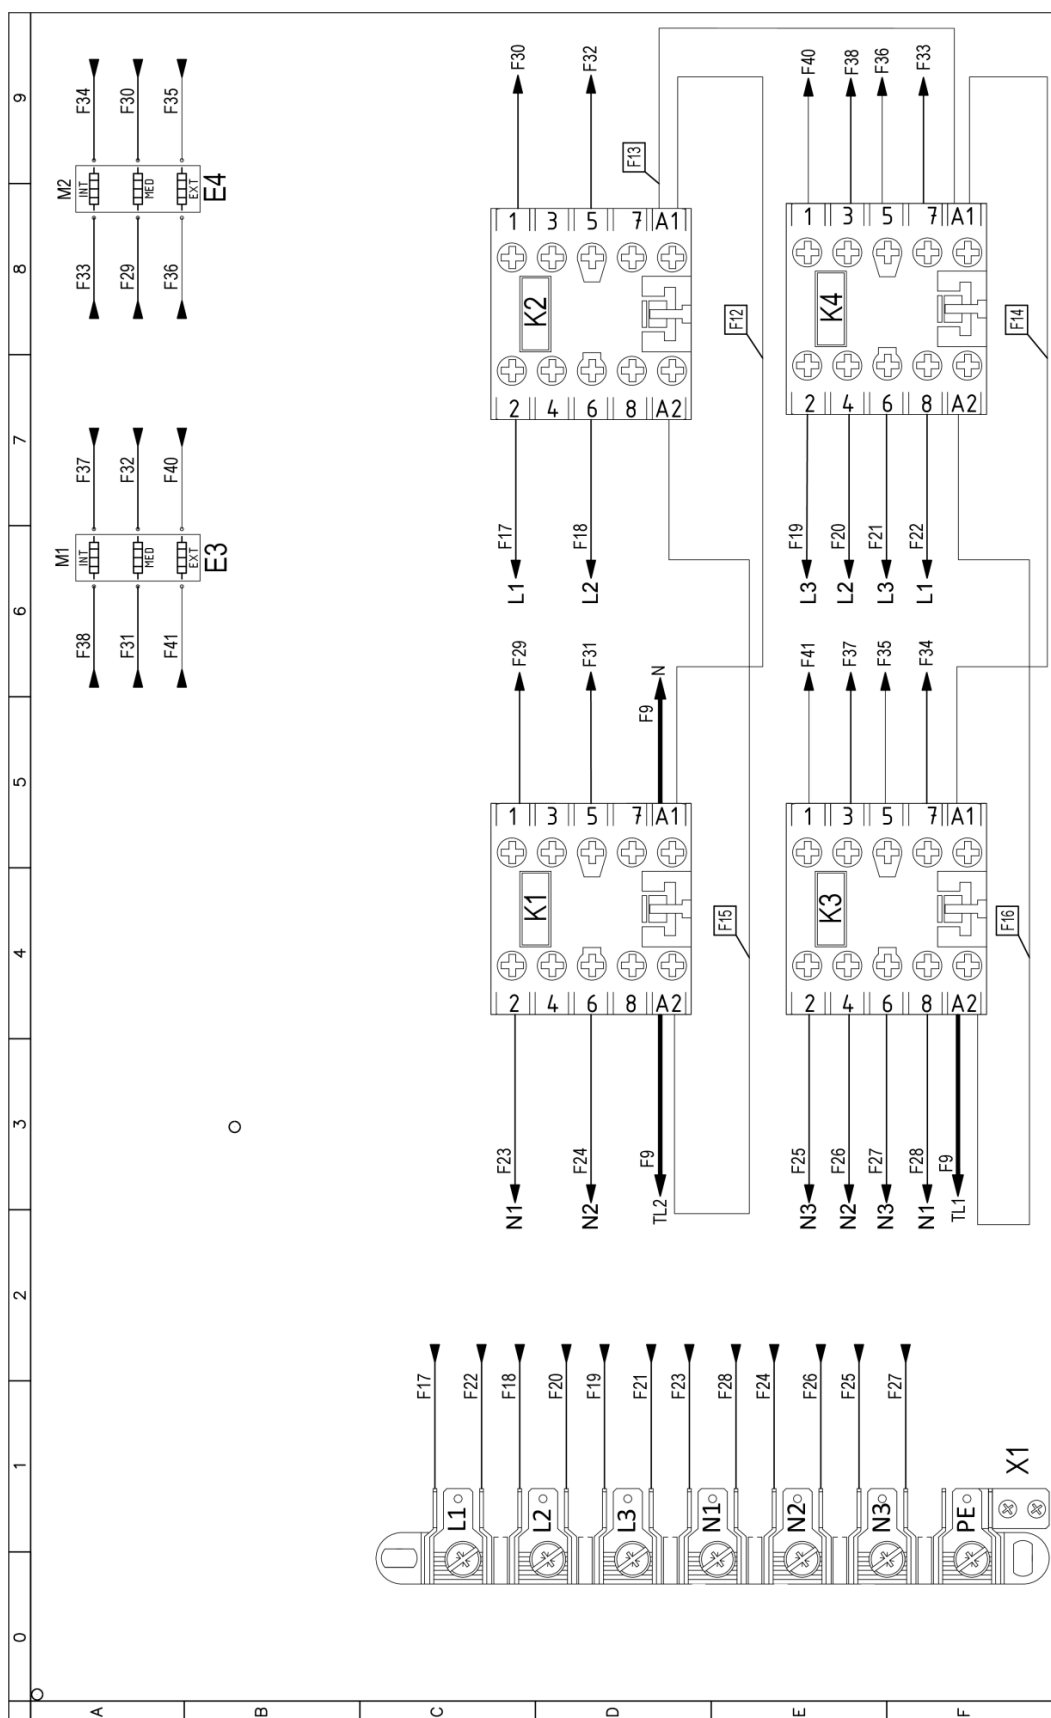 9
8
7
6
5
4
3
2
1
0
A
B
C
D
E
F
F34
F30
F35
M2
INT
MED
EXT
E4
F33
F29
F36
F37
F32
F40
M1
INT
MED
EXT
E3
F38
F31
F41
F30
F32
F13
1 3 5 7 A1
K2
2 4 6 8 A2
F12
F17
F18
L1
L2
F40
F38
F36
F33
1 3 5 7 A1
K4
2 4 6 8 A2
F14
F19
F20
F21
F22
L3
L2
L3
L1
F29
F31
F9
N
1 3 5 7 A1
K1
2 4 6 8 A2
F15
F23
F24
F9
N1
N2
TL2
F41
F37
F35
F34
1 3 5 7 A1
K3
2 4 6 8 A2
F16
F25
F26
F27
F28
F9
N3
N2
N3
N1
TL1
F17
F22
F18
F20
F19
F21
F23
F28
F24
F26
F25
F27
L1
L2
L3
N1
N2
N3
PE
X1